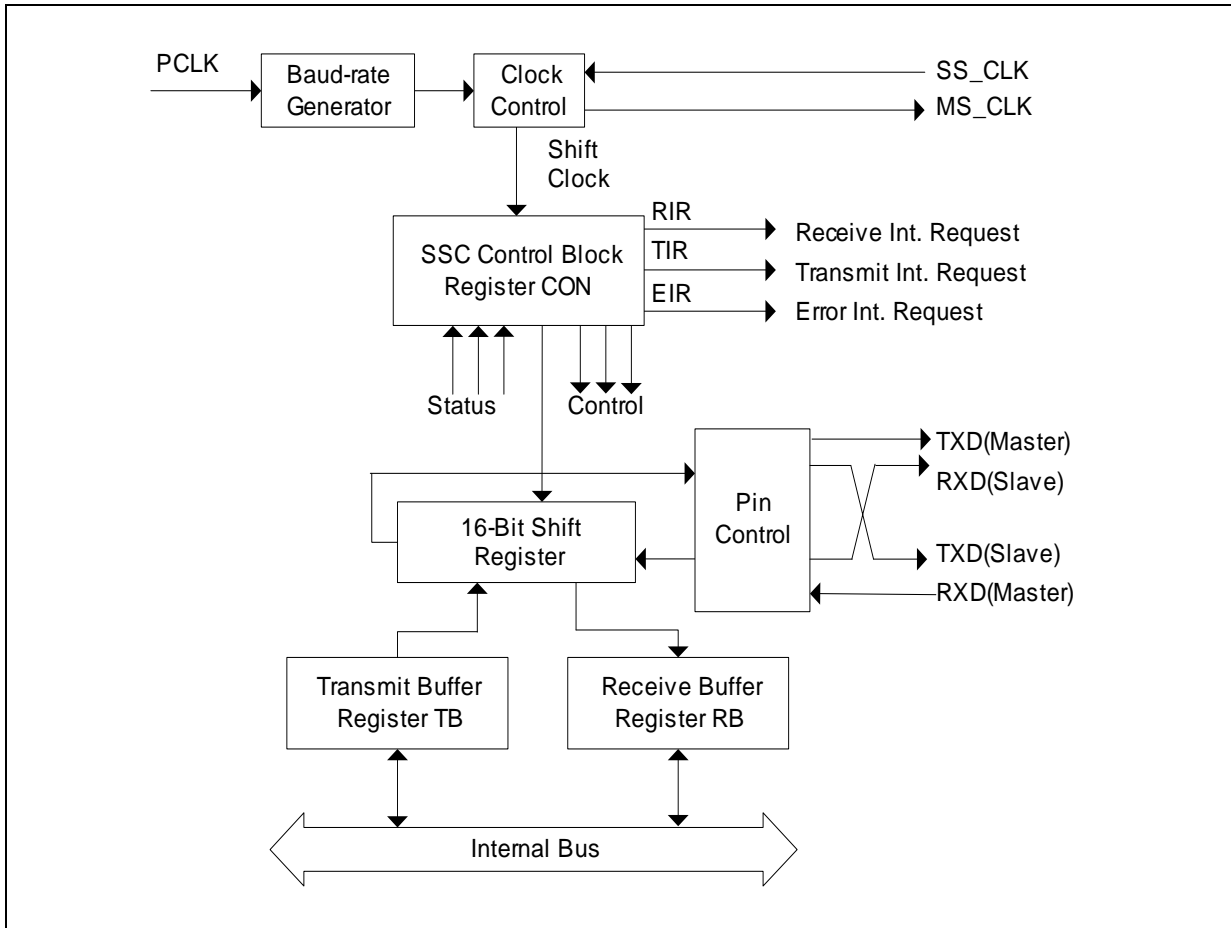 PCLK
Baud-rate
Generator
Clock
Control
SS_CLK
MS_CLK
Shift
Clock
SSC Control Block
Register CON
RIR
Receive Int. Request
TIR
Transmit Int. Request
EIR
Error Int. Request
Status
Control
TXD(Master)
RXD(Slave)
Pin
Control
16-Bit Shift
Register
TXD(Slave)
RXD(Master)
Transmit Buffer
Register TB
Receive Buffer
Register RB
Internal Bus